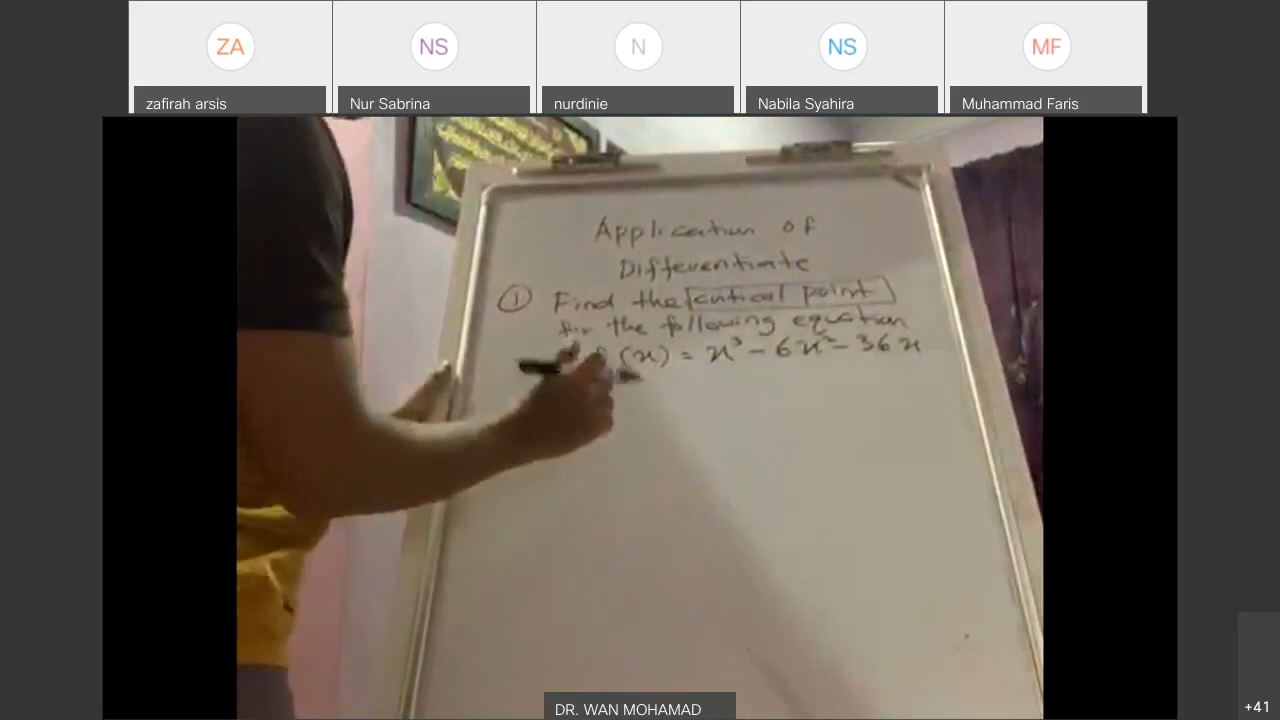 ZA
NS
N
NS
MF
zafirah arsis
Nur Sabrina
nurdinie
Nabila Syahira
Muhammad Faris
Application of
Differentiate
① Find the critical point
for the following equation
(x) = x³ - 6x² - 36x
DR. WAN MOHAMAD
+41